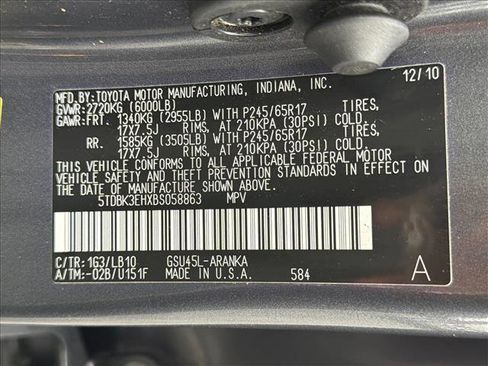 MFD.BY:TOYOTA MOTOR MANUFACTURING, INDIANA, INC. 12/10
GVWR:2720KG (6000LB)
GAWR:FRT. 1340KG (2955LB) WITH P245/65R17 TIRES,
17X7.5J RIMS, AT 210KPA (30PSI) COLD.
RR. 1585KG (3505LB) WITH P245/65R17 TIRES,
17X7.5J RIMS, AT 210KPA (30PSI) COLD.
THIS VEHICLE CONFORMS TO ALL APPLICABLE FEDERAL MOTOR
VEHICLE SAFETY AND THEFT PREVENTION STANDARDS IN EFFECT
ON THE DATE OF MANUFACTURE SHOWN ABOVE.
5TDBK3EHXBS058863 MPV
C/TR:1G3/LB10 GSU45L-ARANKA
A/TM:-02B/U151F MADE IN U.S.A. 584 A